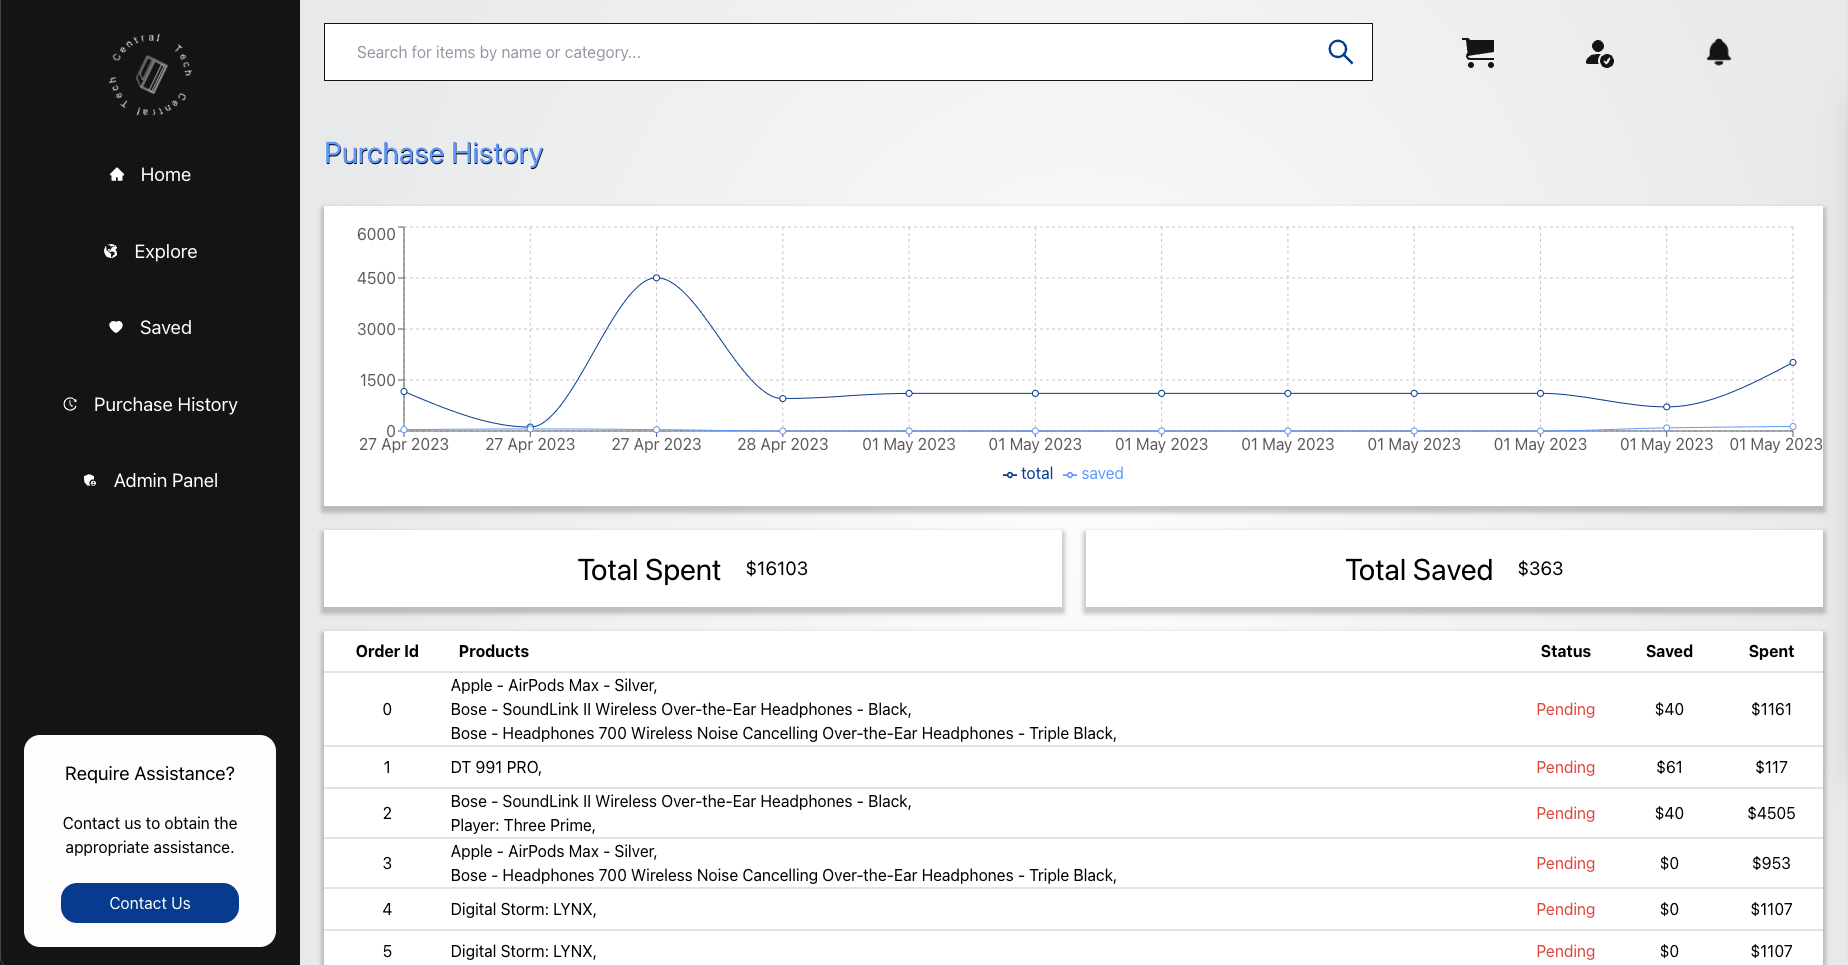 Central Tech Central Tech
Home
Explore
Saved
Purchase History
Admin Panel
Require Assistance?
Contact us to obtain the
appropriate assistance.
Contact Us
Search for items by name or category...
Purchase History
6000
4500
3000
1500
0
27 Apr 2023 27 Apr 2023 27 Apr 2023 28 Apr 2023 01 May 2023 01 May 2023 01 May 2023 01 May 2023 01 May 2023 01 May 2023 01 May 2023 01 May 2023
total saved
Total Spent $16103
Total Saved $363
Order Id Products Status Saved Spent
Apple - AirPods Max - Silver,
0 Bose - SoundLink II Wireless Over-the-Ear Headphones - Black, Pending $40 $1161
Bose - Headphones 700 Wireless Noise Cancelling Over-the-Ear Headphones - Triple Black,
1 DT 991 PRO, Pending $61 $117
Bose - SoundLink II Wireless Over-the-Ear Headphones - Black,
2 Pending $40 $4505
Player: Three Prime,
Apple - AirPods Max - Silver,
3 Pending $0 $953
Bose - Headphones 700 Wireless Noise Cancelling Over-the-Ear Headphones - Triple Black,
4 Digital Storm: LYNX, Pending $0 $1107
5 Digital Storm: LYNX, Pending $0 $1107